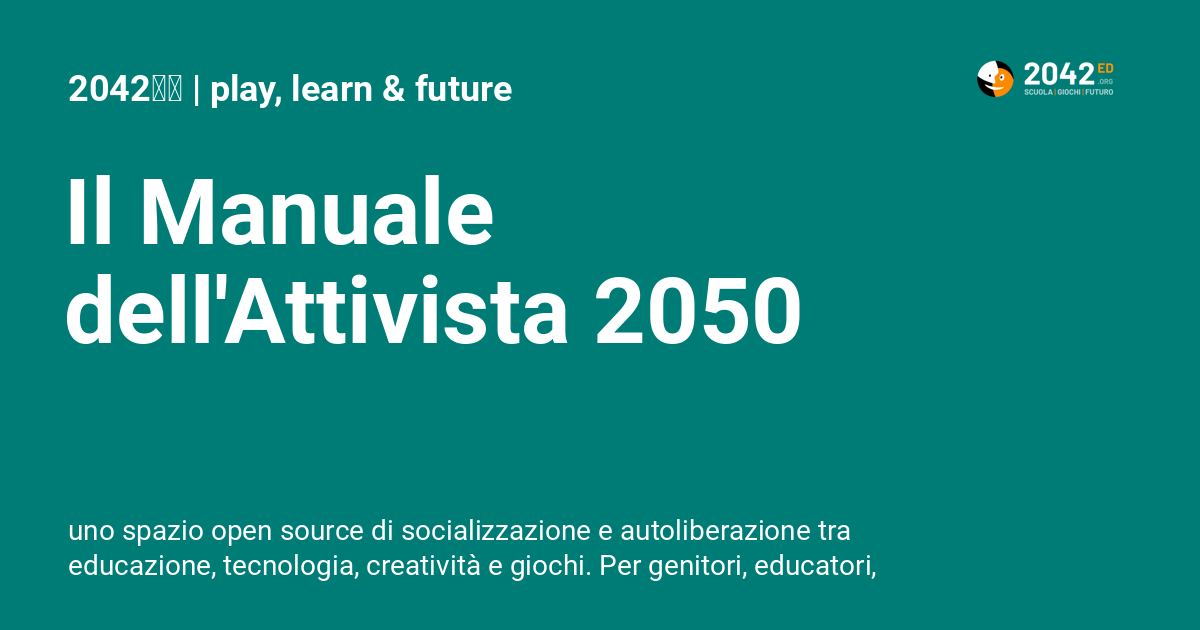 2042 | play, learn & future
2042 ED
.ORG
SCUOLA | GIOCHI | FUTURO
Il Manuale
dell'Attivista 2050
uno spazio open source di socializzazione e autoliberazione tra
educazione, tecnologia, creatività e giochi. Per genitori, educatori,